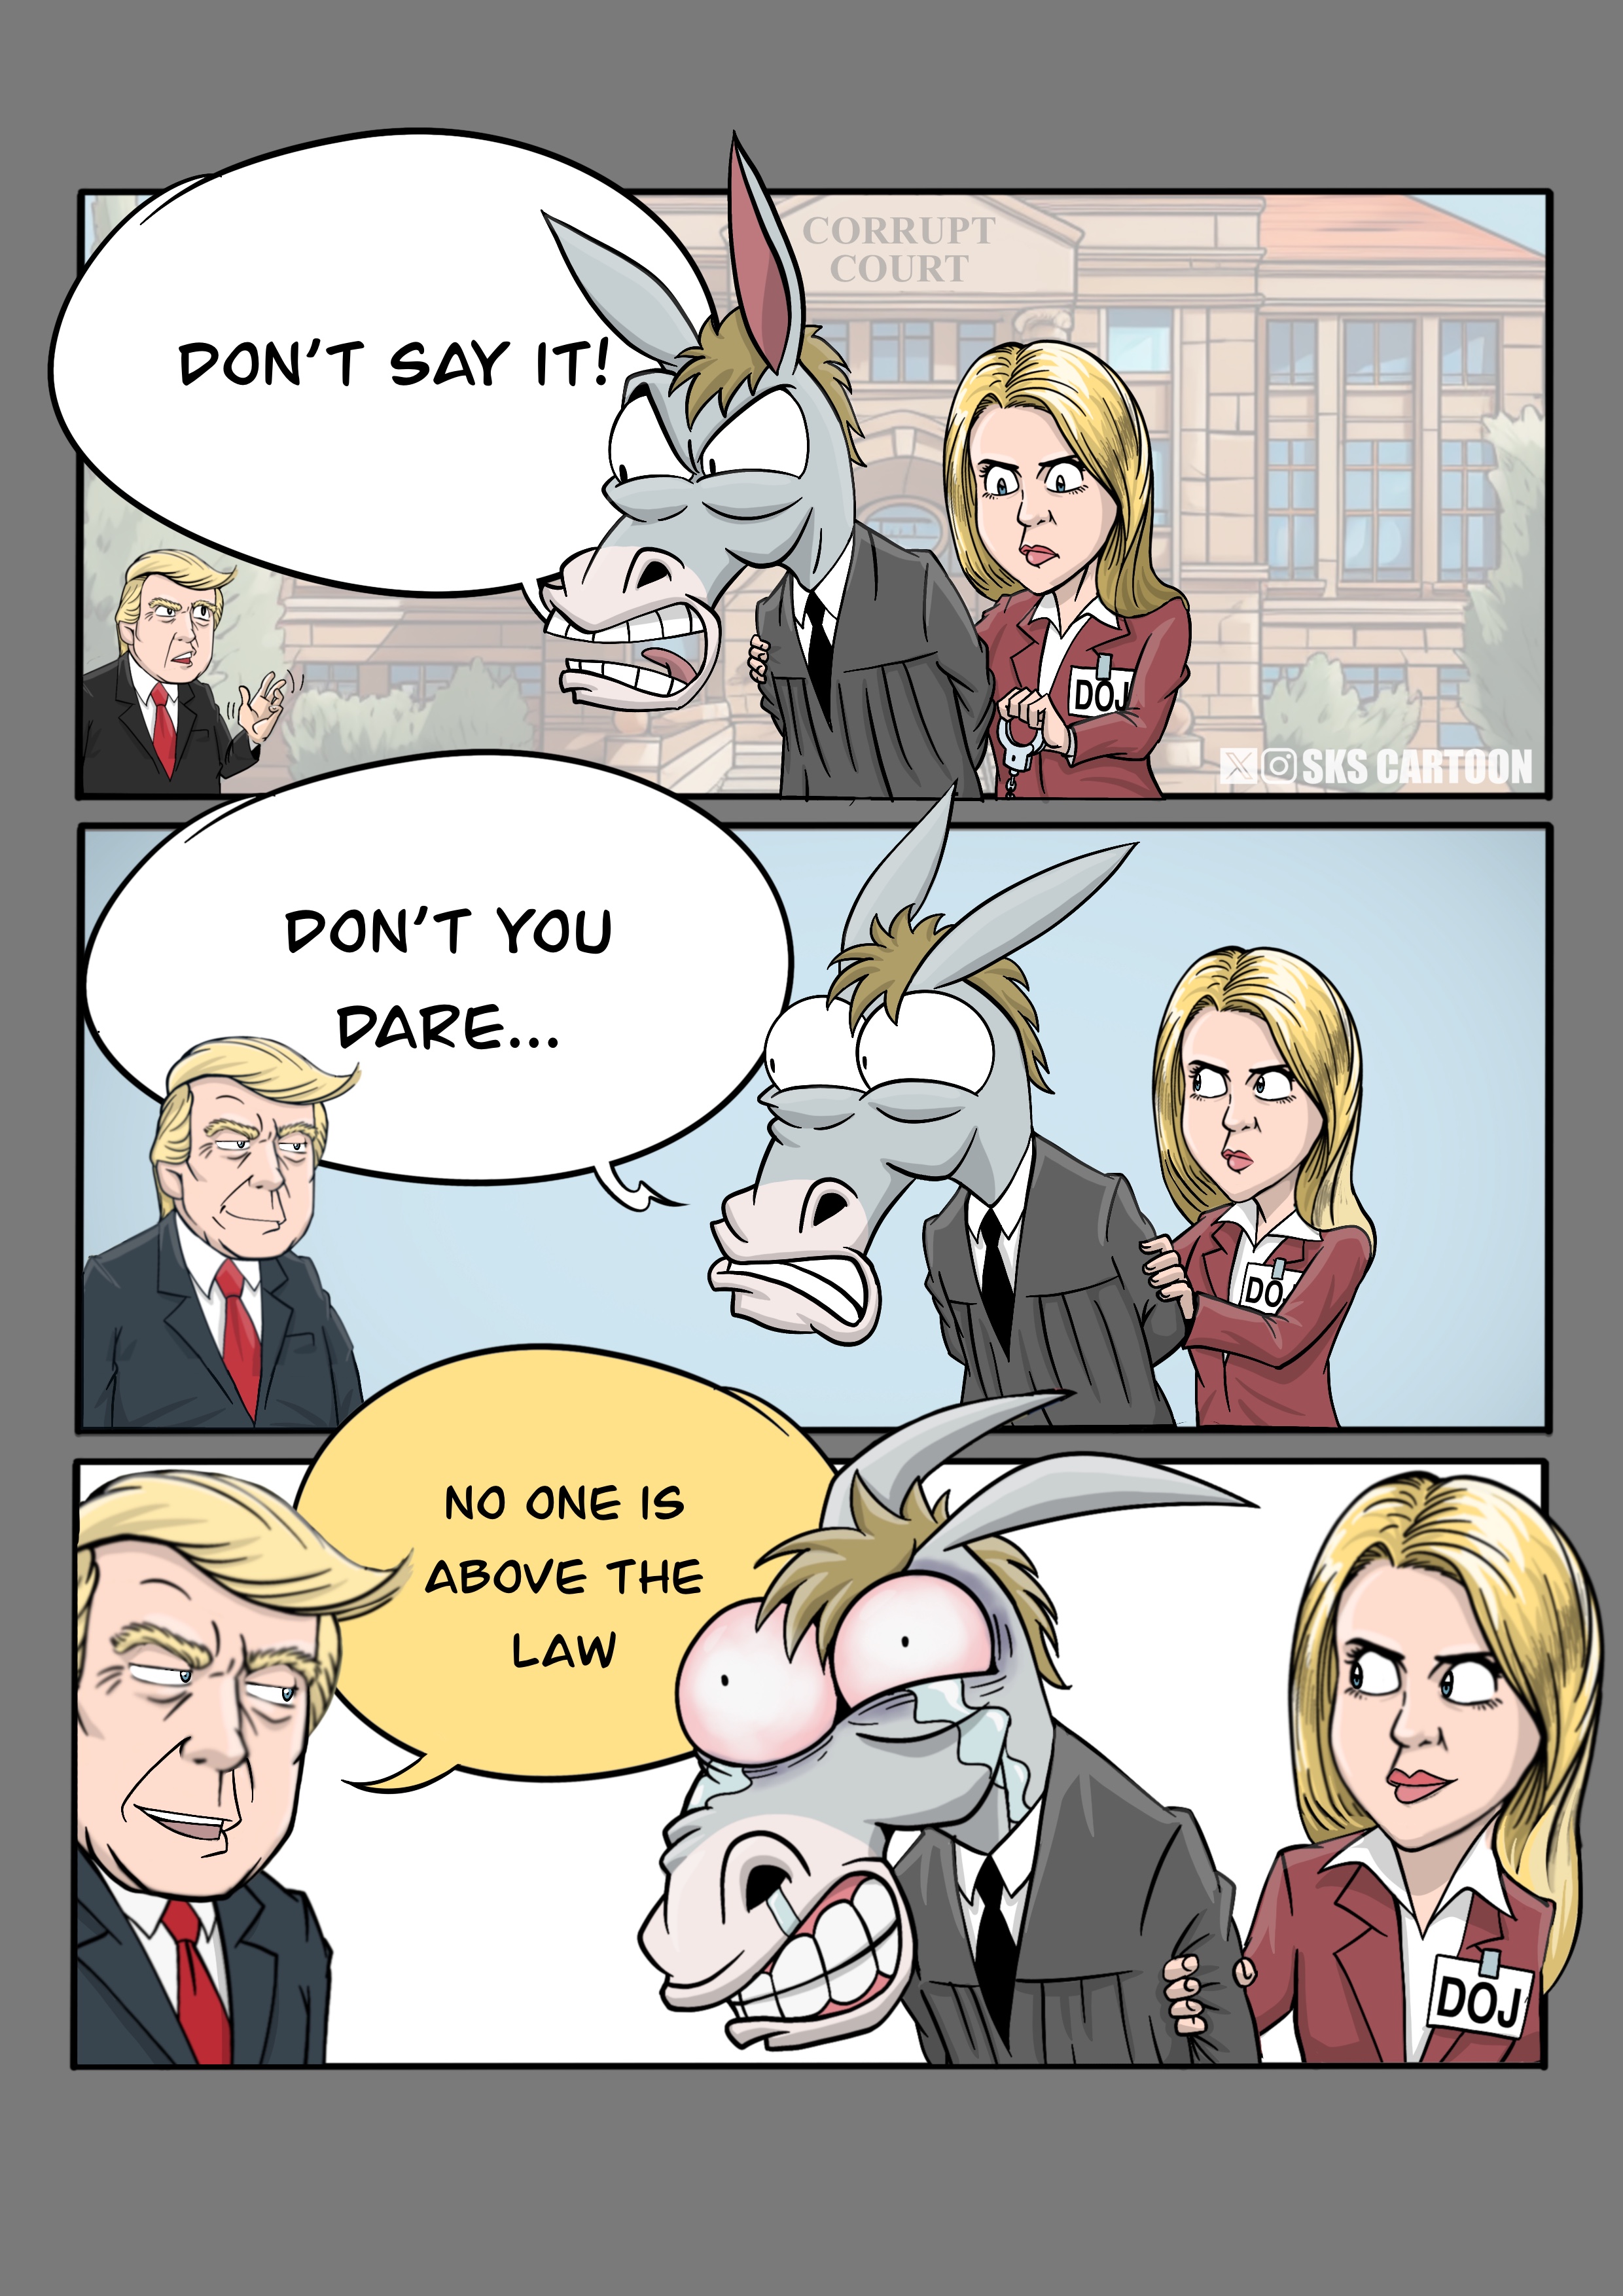 CORRUPT
COURT
DON'T SAY IT!
DOJ
SKS CARTOON
DON'T YOU
DARE...
DO
NO ONE IS
ABOVE THE
LAW
DOJ